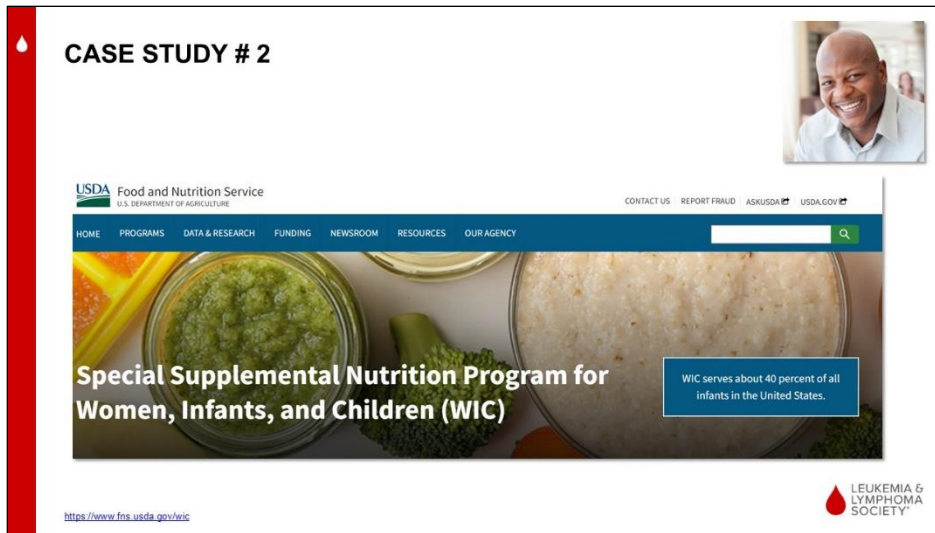 CASE STUDY # 2
USDA Food and Nutrition Service
U.S. DEPARTMENT OF AGRICULTURE
CONTACT US REPORT FRAUD ASKUSDA USDA.GOV
HOME PROGRAMS DATA & RESEARCH FUNDING NEWSROOM RESOURCES OUR AGENCY
Special Supplemental Nutrition Program for
Women, Infants, and Children (WIC)
WIC serves about 40 percent of all
infants in the United States.
https://www.fns.usda.gov/wic
LEUKEMIA &
LYMPHOMA
SOCIETY®